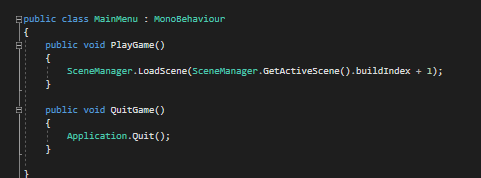 public class MainMenu : MonoBehaviour
{
    public void PlayGame()
    {
        SceneManager.LoadScene(SceneManager.GetActiveScene().buildIndex + 1);
    }

    public void QuitGame()
    {
        Application.Quit();
    }

}